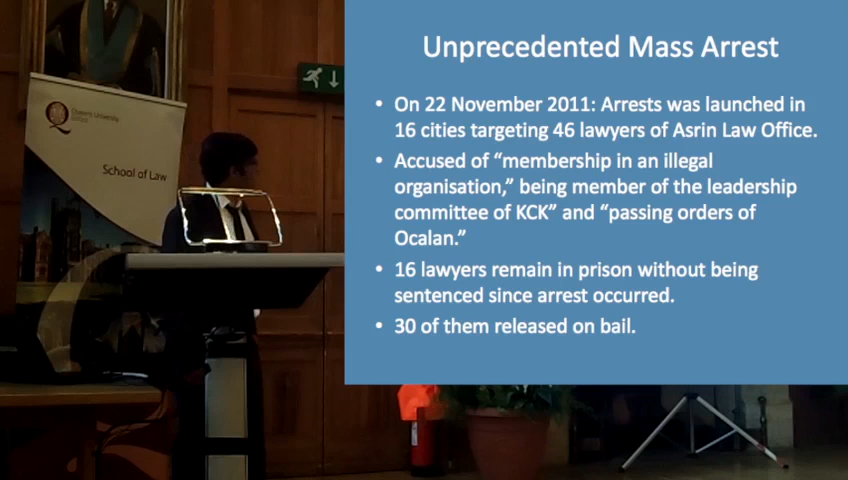 Queen's University
Belfast
School of Law
Unprecedented Mass Arrest
• On 22 November 2011: Arrests was launched in
16 cities targeting 46 lawyers of Asrin Law Office.
• Accused of “membership in an illegal
organisation,” being member of the leadership
committee of KCK” and “passing orders of
Ocalan.”
• 16 lawyers remain in prison without being
sentenced since arrest occurred.
• 30 of them released on bail.